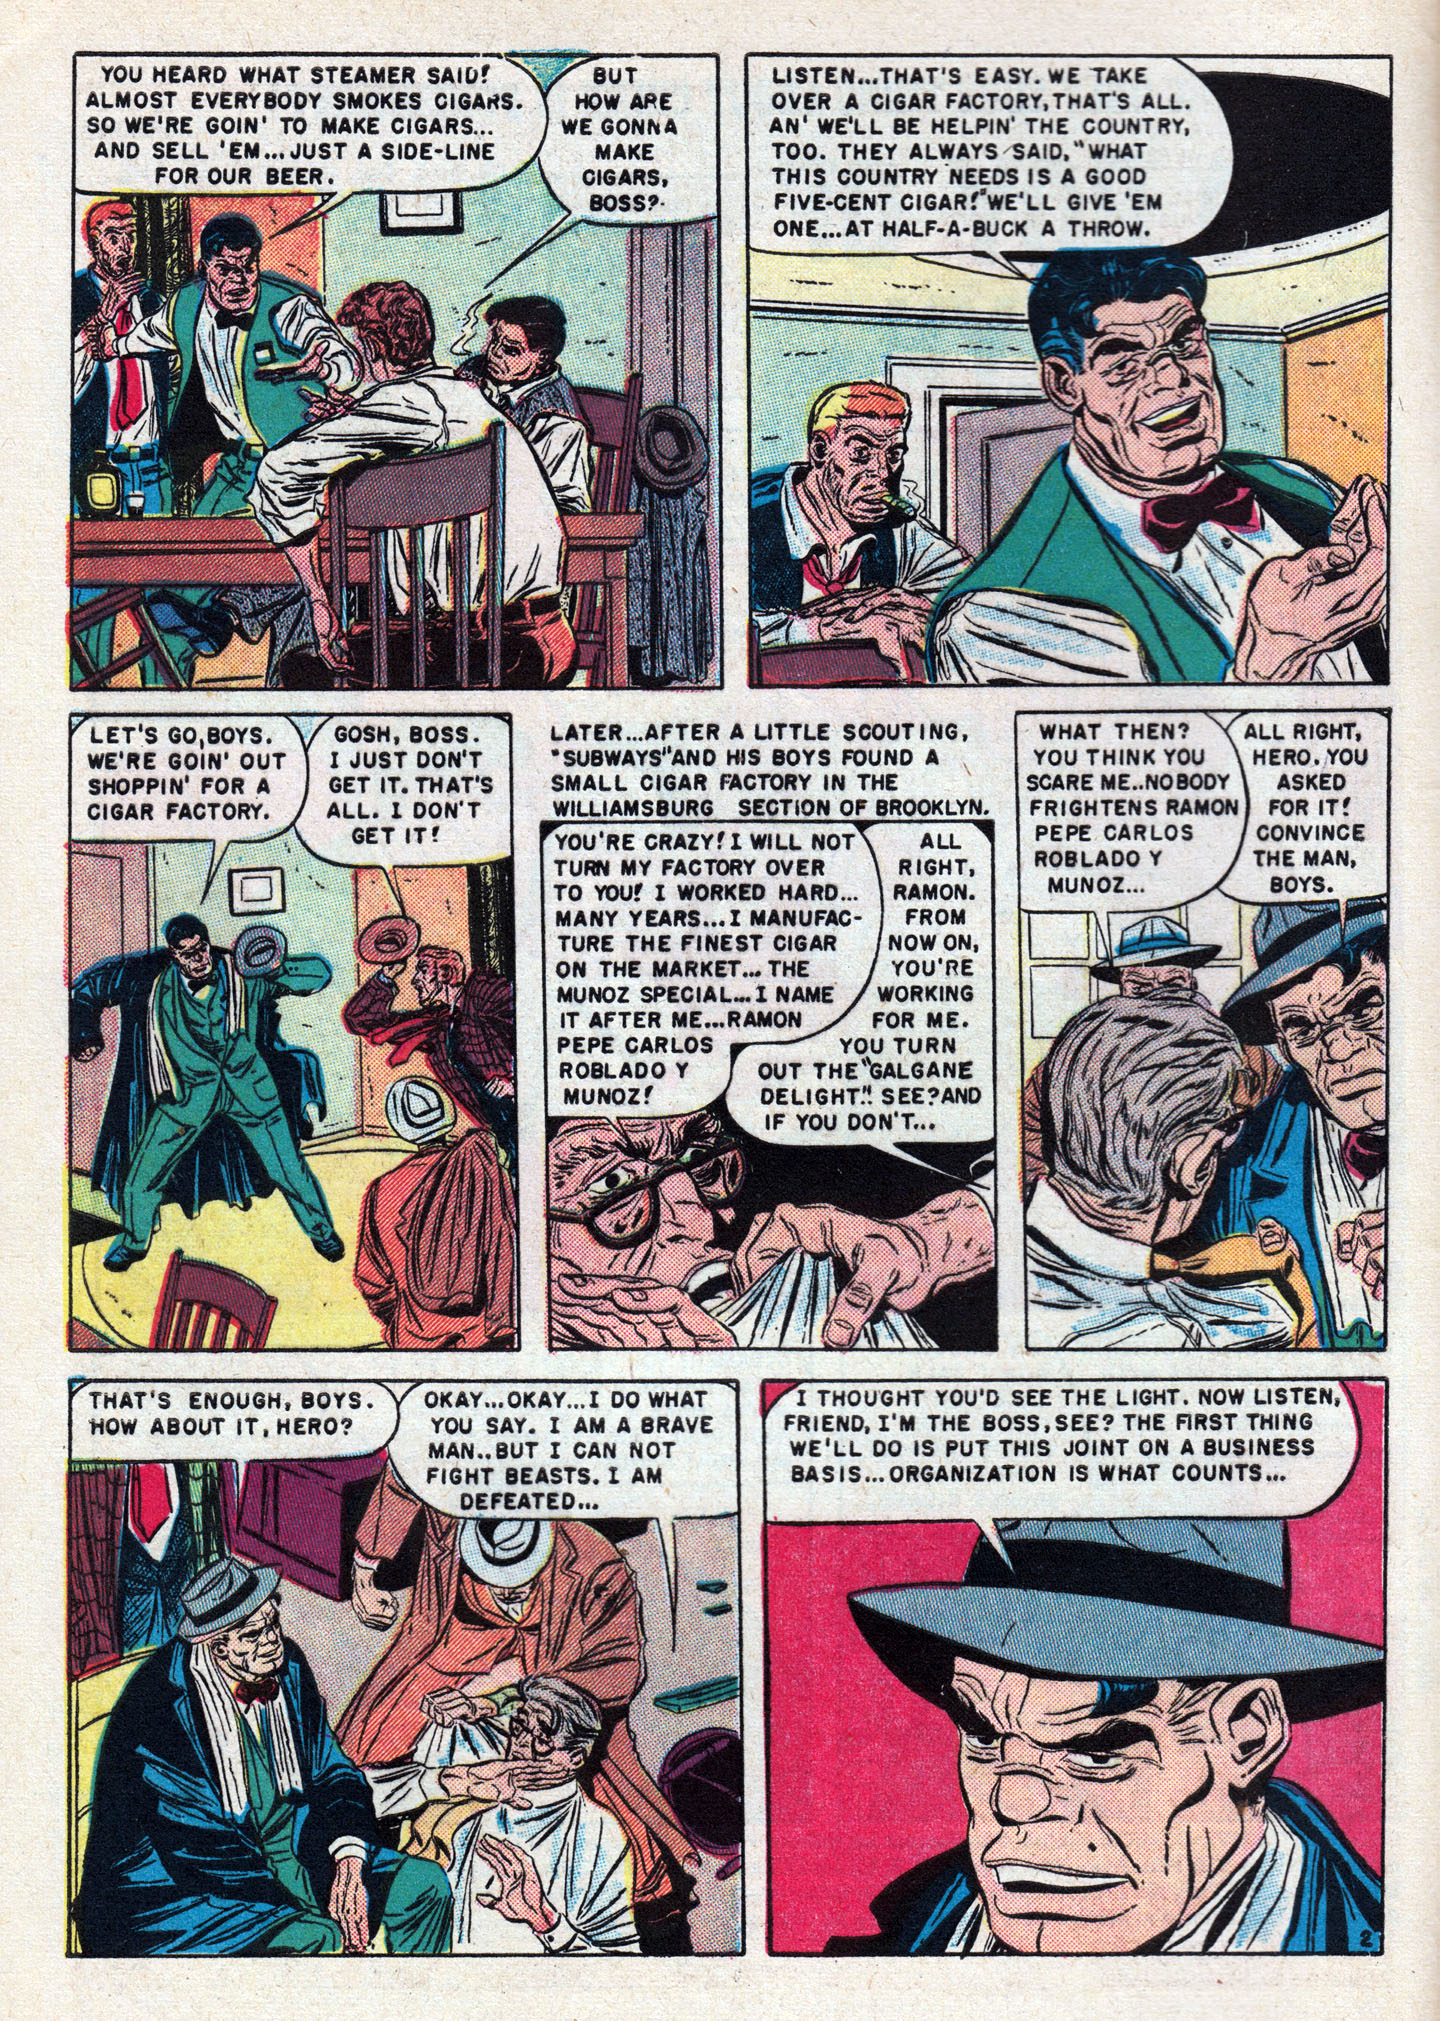 YOU HEARD WHAT STEAMER SAID!
ALMOST EVERYBODY SMOKES CIGARS.
SO WE'RE GOIN' TO MAKE CIGARS...
AND SELL 'EM...JUST A SIDE-LINE
FOR OUR BEER.
BUT
HOW ARE
WE GONNA
MAKE
CIGARS,
BOSS?
LISTEN...THAT'S EASY. WE TAKE
OVER A CIGAR FACTORY, THAT'S ALL.
AN' WE'LL BE HELPIN' THE COUNTRY,
TOO. THEY ALWAYS SAID, "WHAT
THIS COUNTRY NEEDS IS A GOOD
FIVE-CENT CIGAR!" WE'LL GIVE 'EM
ONE...AT HALF-A-BUCK A THROW.
LET'S GO, BOYS.
WE'RE GOIN' OUT
SHOPPIN' FOR A
CIGAR FACTORY.
GOSH, BOSS.
I JUST DON'T
GET IT. THAT'S
ALL. I DON'T
GET IT!
LATER...AFTER A LITTLE SCOUTING,
"SUBWAYS" AND HIS BOYS FOUND A
SMALL CIGAR FACTORY IN THE
WILLIAMSBURG SECTION OF BROOKLYN.
YOU'RE CRAZY! I WILL NOT
TURN MY FACTORY OVER
TO YOU! I WORKED HARD...
MANY YEARS...I MANUFAC-
TURE THE FINEST CIGAR
ON THE MARKET... THE
MUNOZ SPECIAL...I NAME
IT AFTER ME...RAMON
PEPE CARLOS
ROBLADO Y
MUNOZ!
ALL
RIGHT,
RAMON.
FROM
NOW ON,
YOU'RE
WORKING
FOR ME.
YOU TURN
OUT THE "GALGANE
DELIGHT." SEE? AND
IF YOU DON'T...
WHAT THEN?
YOU THINK YOU
SCARE ME..NOBODY
FRIGHTENS RAMON
PEPE CARLOS
ROBLADO Y
MUNOZ...
ALL RIGHT,
HERO. YOU
ASKED
FOR IT!
CONVINCE
THE MAN,
BOYS.
THAT'S ENOUGH, BOYS.
HOW ABOUT IT, HERO?
OKAY...OKAY...I DO WHAT
YOU SAY. I AM A BRAVE
MAN..BUT I CAN NOT
FIGHT BEASTS. I AM
DEFEATED...
I THOUGHT YOU'D SEE THE LIGHT. NOW LISTEN,
FRIEND, I'M THE BOSS, SEE? THE FIRST THING
WE'LL DO IS PUT THIS JOINT ON A BUSINESS
BASIS...ORGANIZATION IS WHAT COUNTS...
2